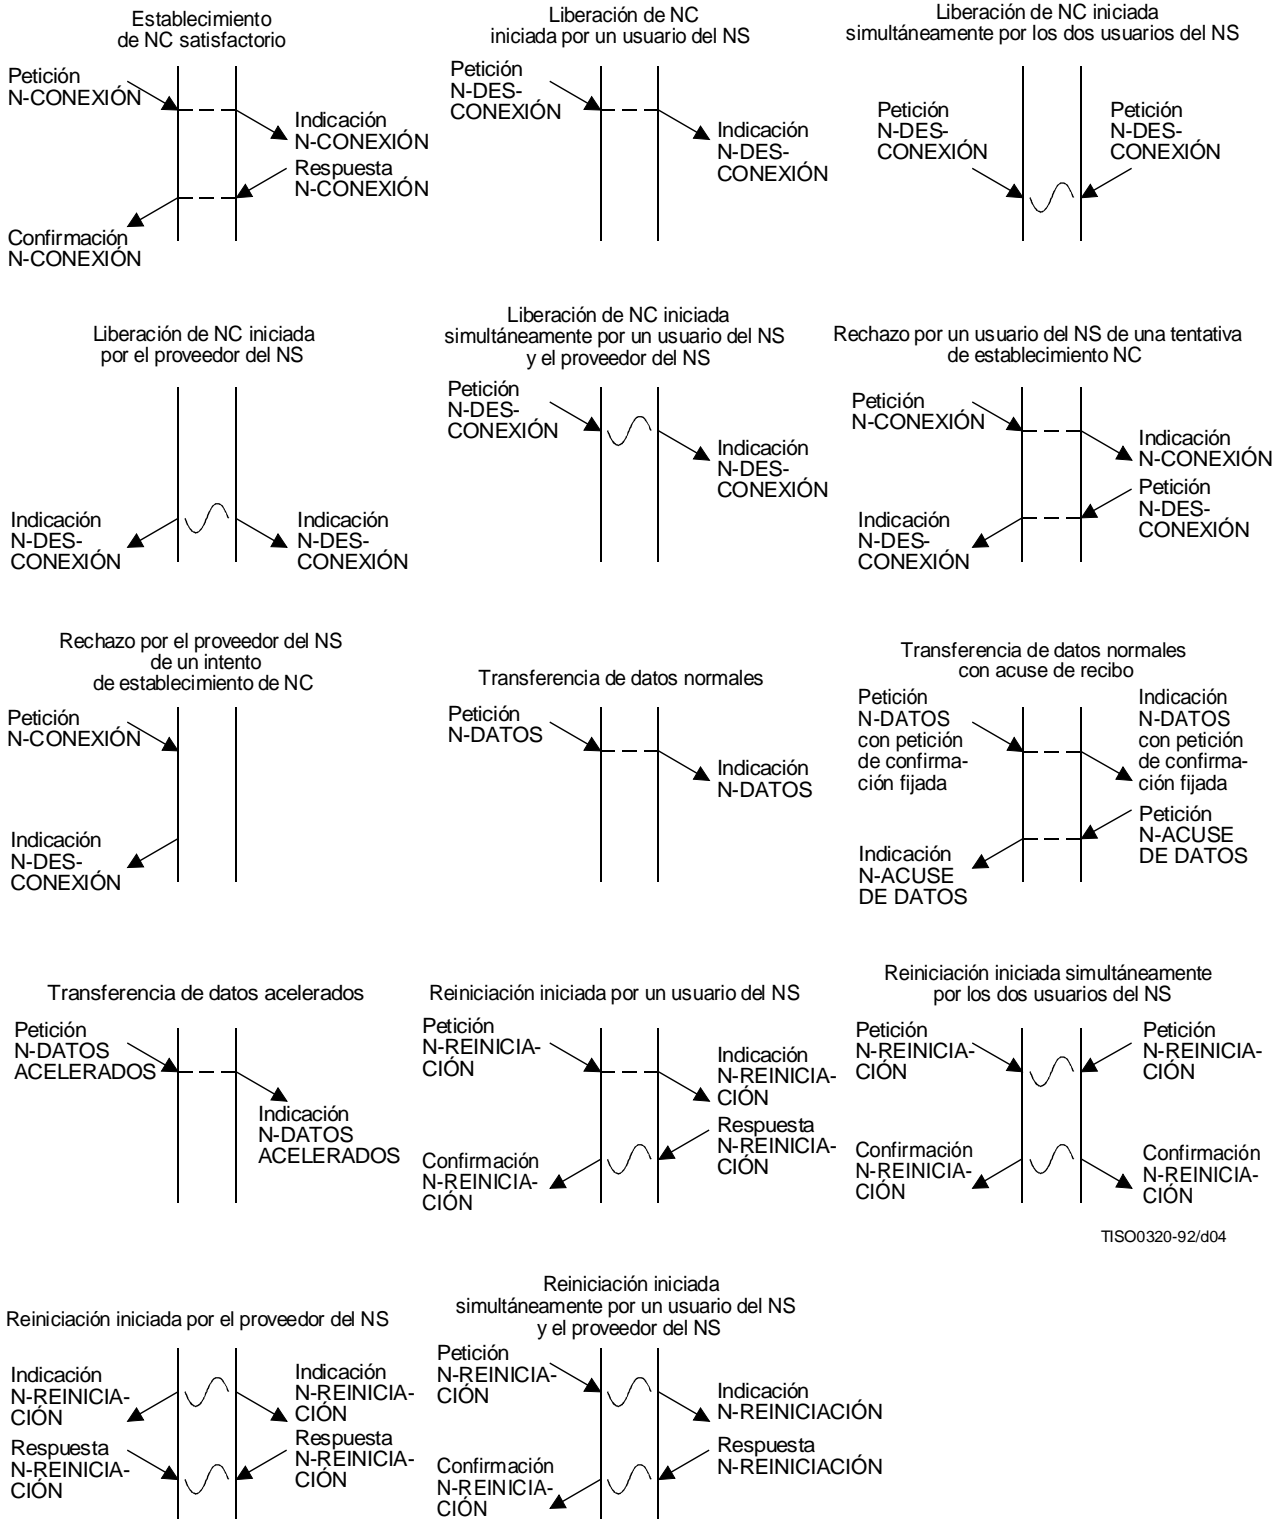 Establecimiento
de NC satisfactorio
Petición
N-CONEXIÓN
Indicación
N-CONEXIÓN
Respuesta
N-CONEXIÓN
Confirmación
N-CONEXIÓN
Liberación de NC
iniciada por un usuario del NS
Petición
N-DES-
CONEXIÓN
Indicación
N-DES-
CONEXIÓN
Liberación de NC iniciada
simultáneamente por los dos usuarios del NS
Petición
N-DES-
CONEXIÓN
Petición
N-DES-
CONEXIÓN
Liberación de NC iniciada
por el proveedor del NS
Indicación
N-DES-
CONEXIÓN
Indicación
N-DES-
CONEXIÓN
Liberación de NC iniciada
simultáneamente por un usuario del NS
y el proveedor del NS
Petición
N-DES-
CONEXIÓN
Indicación
N-DES-
CONEXIÓN
Rechazo por un usuario del NS de una tentativa
de establecimiento NC
Petición
N-CONEXIÓN
Indicación
N-CONEXIÓN
Petición
N-DES-
CONEXIÓN
Indicación
N-DES-
CONEXIÓN
Rechazo por el proveedor del NS
de un intento
de establecimiento de NC
Petición
N-CONEXIÓN
Indicación
N-DES-
CONEXIÓN
Transferencia de datos normales
Petición
N-DATOS
Indicación
N-DATOS
Transferencia de datos normales
con acuse de recibo
Petición
N-DATOS
con petición
de confirma-
ción fijada
Indicación
N-DATOS
con petición
de confirma-
ción fijada
Petición
N-ACUSE
DE DATOS
Indicación
N-ACUSE
DE DATOS
Transferencia de datos acelerados
Petición
N-DATOS
ACELERADOS
Indicación
N-DATOS
ACELERADOS
Reiniciación iniciada por un usuario del NS
Petición
N-REINICIA-
CIÓN
Indicación
N-REINICIA-
CIÓN
Respuesta
N-REINICIA-
CIÓN
Confirmación
N-REINICIA-
CIÓN
Reiniciación iniciada simultáneamente
por los dos usuarios del NS
Petición
N-REINICIA-
CIÓN
Petición
N-REINICIA-
CIÓN
Confirmación
N-REINICIA-
CIÓN
Confirmación
N-REINICIA-
CIÓN
TISO0320-92/d04
Reiniciación iniciada por el proveedor del NS
Indicación
N-REINICIA-
CIÓN
Indicación
N-REINICIA-
CIÓN
Respuesta
N-REINICIA-
CIÓN
Respuesta
N-REINICIA-
CIÓN
Reiniciación iniciada
simultáneamente por un usuario del NS
y el proveedor del NS
Petición
N-REINICIA-
CIÓN
Indicación
N-REINICIACIÓN
Respuesta
N-REINICIACIÓN
Confirmación
N-REINICIA-
CIÓN